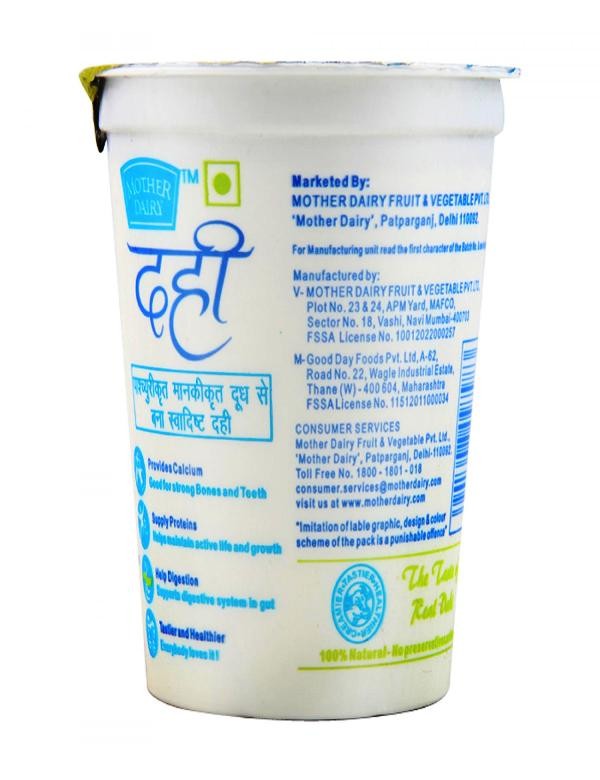 MOTHER
DAIRY
TM
दही
पाश्चुरीकृत मानकीकृत दूध से
बना स्वादिष्ट दही
Provides Calcium
Good for strong Bones and Teeth
Supply Proteins
Helps maintain active life and growth
Help Digestion
Supports digestive system in gut
Tastier and Healthier
Everybody loves it !
Marketed By:
MOTHER DAIRY FRUIT & VEGETABLE PVT.
'Mother Dairy', Patparganj, Delhi 110092.
For Manufacturing unit read the first character of the Batch No.
Manufactured by:
V- MOTHER DAIRY FRUIT & VEGETABLE PVT. LTD.
Plot No. 23 & 24, APM Yard, MAFCO,
Sector No. 18, Vashi, Navi Mumbai-400703
FSSA License No. 10012022000257
M- Good Day Foods Pvt. Ltd, A-62,
Road No. 22, Wagle Industrial Estate,
Thane (W) - 400 604, Maharashtra
FSSA License No. 11512011000034
CONSUMER SERVICES
Mother Dairy Fruit & Vegetable Pvt. Ltd.,
'Mother Dairy', Patparganj, Delhi-110092.
Toll Free No. 1800 - 1801 - 018
consumer.services@motherdairy.com
visit us at www.motherdairy.com
"Imitation of lable graphic, design & colour
scheme of the pack is a punishable offence"
CREAMIER • TASTIER • HEALTHIER
The Taste
Real Dahi
100% Natural - No preservatives